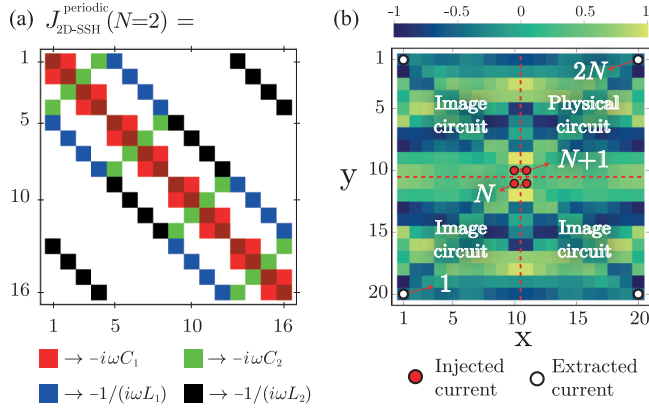 (a) J_2D-SSH^periodic (N=2) =
1
5
10
16
1 5 10 16
→ -iωC₁ → -iωC₂
→ -1/(iωL₁) → -1/(iωL₂)
(b)
-1 -0.5 0 0.5 1
1
5
10
15
20
y
2N
Image circuit
Physical circuit
N+1
N
Image circuit
Image circuit
1
1 5 10 15 20
x
Injected current
Extracted current